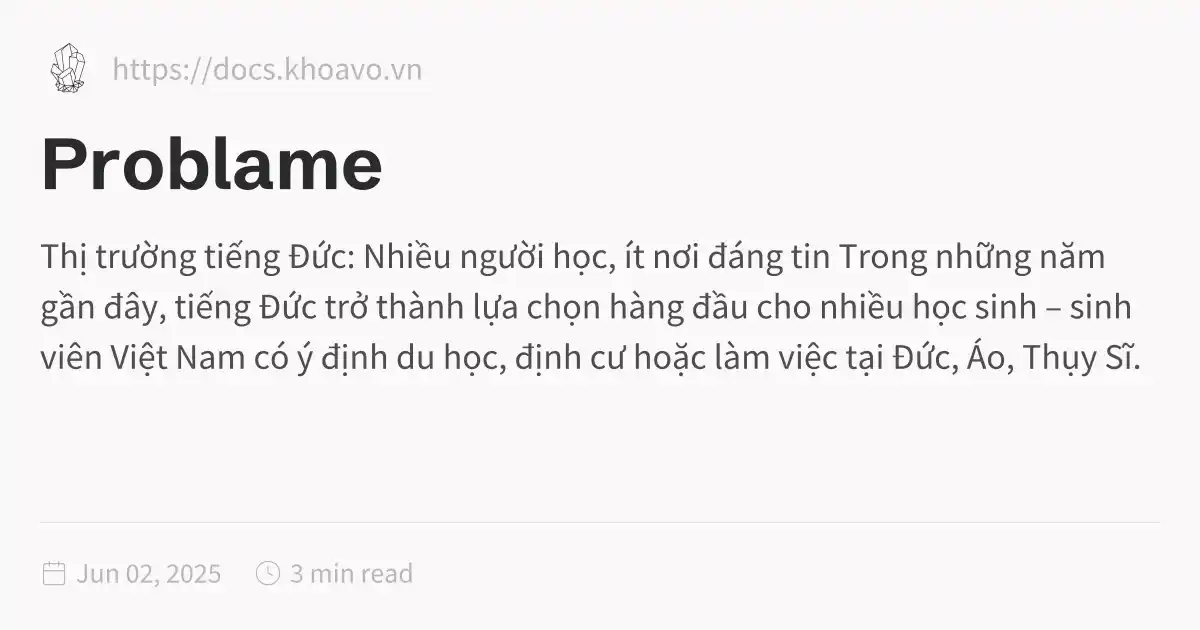 https://docs.khoavo.vn
Problame
Thị trường tiếng Đức: Nhiều người học, ít nơi đáng tin Trong những năm
gần đây, tiếng Đức trở thành lựa chọn hàng đầu cho nhiều học sinh – sinh
viên Việt Nam có ý định du học, định cư hoặc làm việc tại Đức, Áo, Thụy Sĩ.
Jun 02, 2025 3 min read